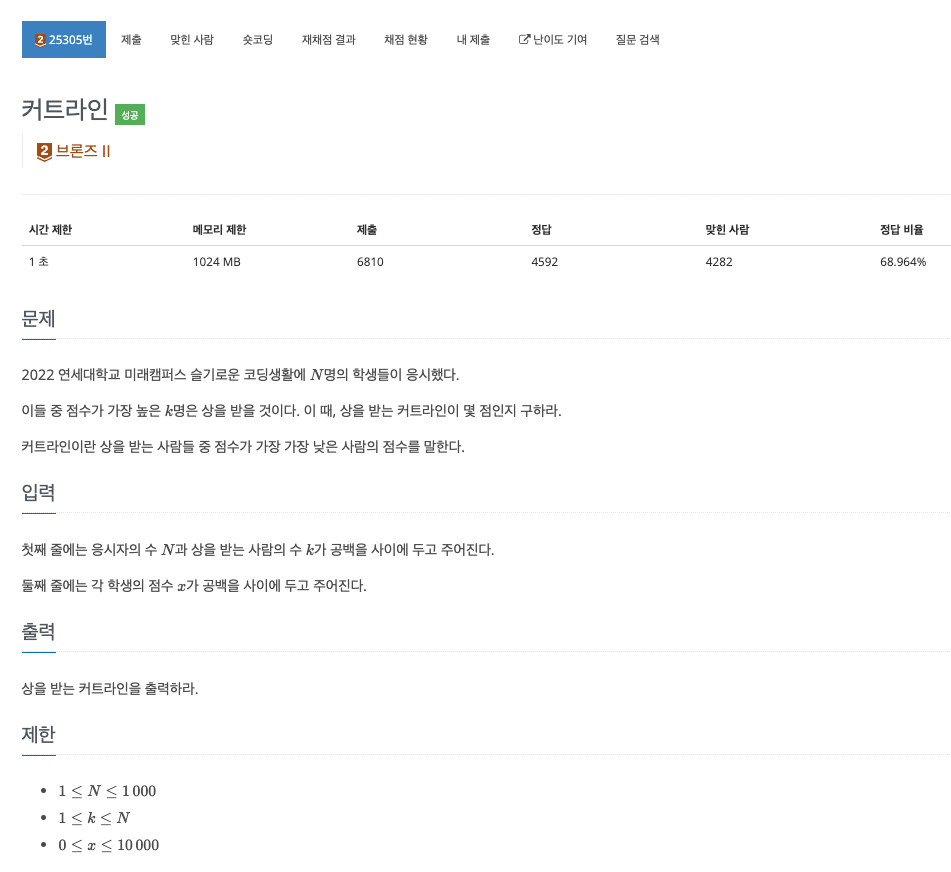 2 25305번 제출 맞힌 사람 숏코딩 재채점 결과 채점 현황 내 제출 난이도 기여 질문 검색
커트라인 성공
2 브론즈 II
시간 제한 메모리 제한 제출 정답 맞힌 사람 정답 비율
1 초 1024 MB 6810 4592 4282 68.964%
문제
2022 연세대학교 미래캠퍼스 슬기로운 코딩생활에 N명의 학생들이 응시했다.
이들 중 점수가 가장 높은 k명은 상을 받을 것이다. 이 때, 상을 받는 커트라인이 몇 점인지 구하라.
커트라인이란 상을 받는 사람들 중 점수가 가장 가장 낮은 사람의 점수를 말한다.
입력
첫째 줄에는 응시자의 수 N과 상을 받는 사람의 수 k가 공백을 사이에 두고 주어진다.
둘째 줄에는 각 학생의 점수 x가 공백을 사이에 두고 주어진다.
출력
상을 받는 커트라인을 출력하라.
제한
• 1 ≤ N ≤ 1 000
• 1 ≤ k ≤ N
• 0 ≤ x ≤ 10 000